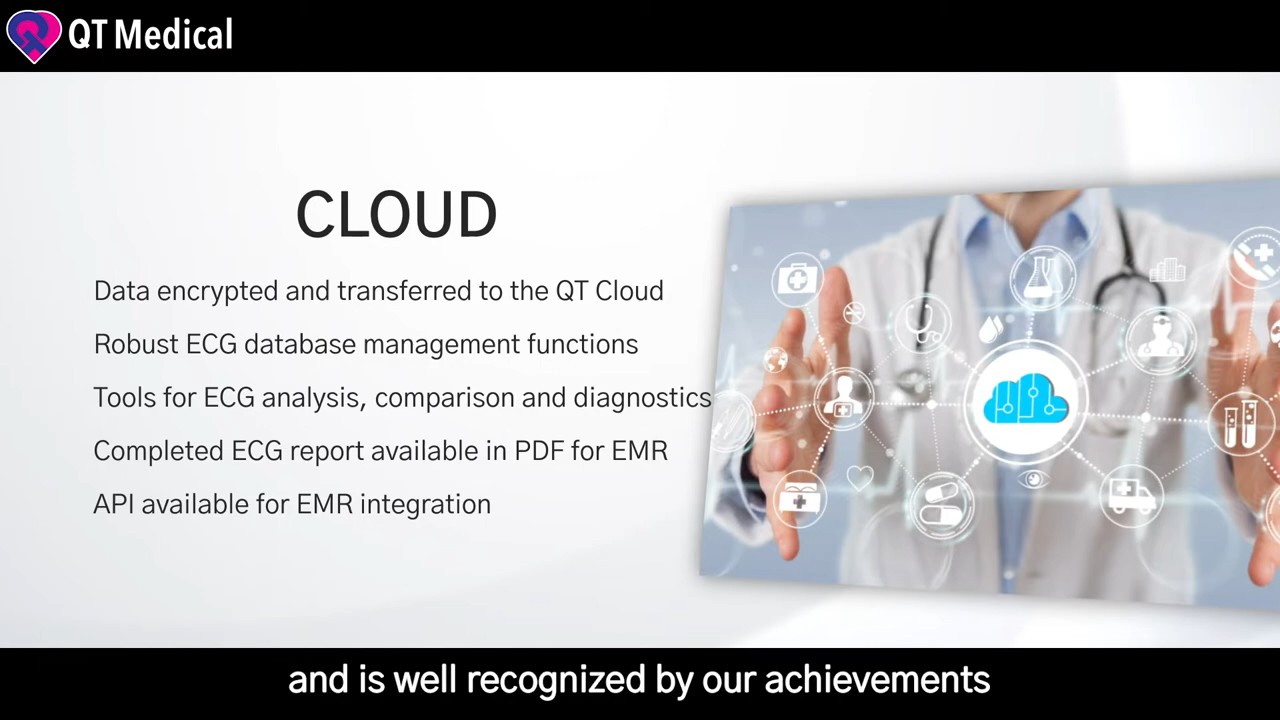 QT Medical
CLOUD
Data encrypted and transferred to the QT Cloud
Robust ECG database management functions
Tools for ECG analysis, comparison and diagnostics
Completed ECG report available in PDF for EMR
API available for EMR integration
and is well recognized by our achievements